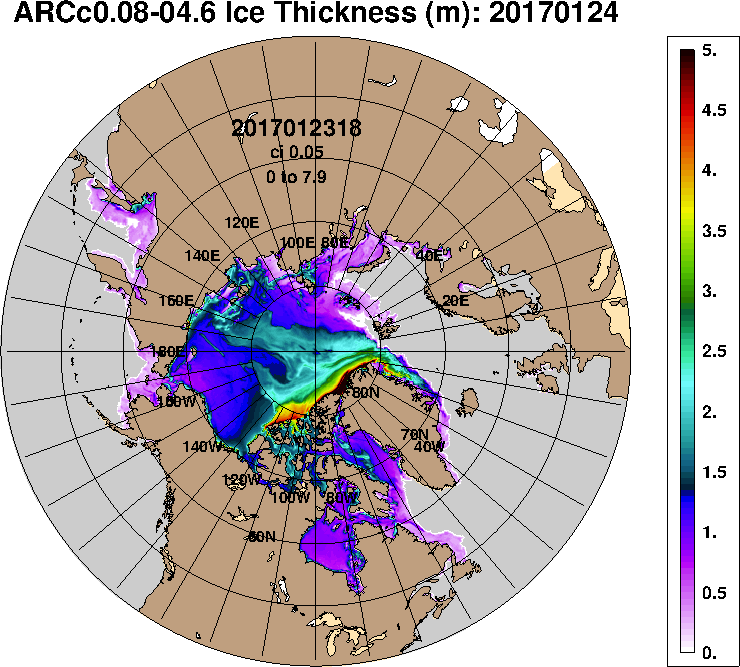 ARCc0.08-04.6 Ice Thickness (m): 20170124
2017012318
ci 0.05
0 to 7.9
120E
100E 80E
140E
40E
160E
20E
180E
160W
80N
70N
140W
40W
120W
100W
80W
60N
5.
4.5
4.
3.5
3.
2.5
2.
1.5
1.
0.5
0.